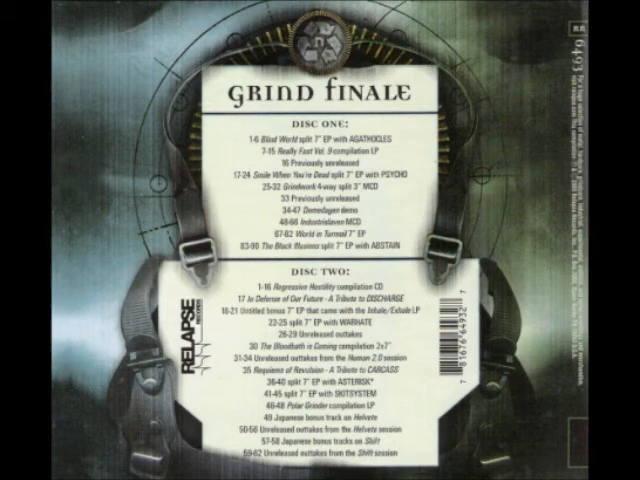 GRIND FINALE
DISC ONE:
1-6 Blind World split 7" EP with AGATHOCLES
7-15 Really Fast Vol. 9 compilation LP
16 Previously unreleased
17-24 Smile When You're Dead split 7" EP with PSYCHO
25-32 Grindwork 4-way split 3" MCD
33 Previously unreleased
34-47 Domedagen demo
48-66 Industrislaven MCD
67-82 World in Turmoil 7" EP
83-90 The Black Illusions split 7" EP with ABSTAIN
DISC TWO:
1-16 Regressive Hostility compilation CD
17 In Defense of Our Future - A Tribute to DISCHARGE
18-21 Untitled bonus 7" EP that came with the Inhale/Exhale LP
22-25 split 7" EP with WARHATE
26-29 Unreleased outtakes
30 The Bloodbath is Coming compilation 2x7"
31-34 Unreleased outtakes from the Human 2.0 session
35 Requiems of Revulsion - A Tribute to CARCASS
36-40 split 7" EP with ASTERISK*
41-45 split 7" EP with SKITSYSTEM
46-48 Polar Grinder compilation LP
49 Japanese bonus track on Helvete
50-56 Unreleased outtakes from the Helvete session
57-58 Japanese bonus tracks on Shift
59-62 Unreleased outtakes from the Shift session
RELAPSE
RECORDS
7 81676 64932 7
RR
6493